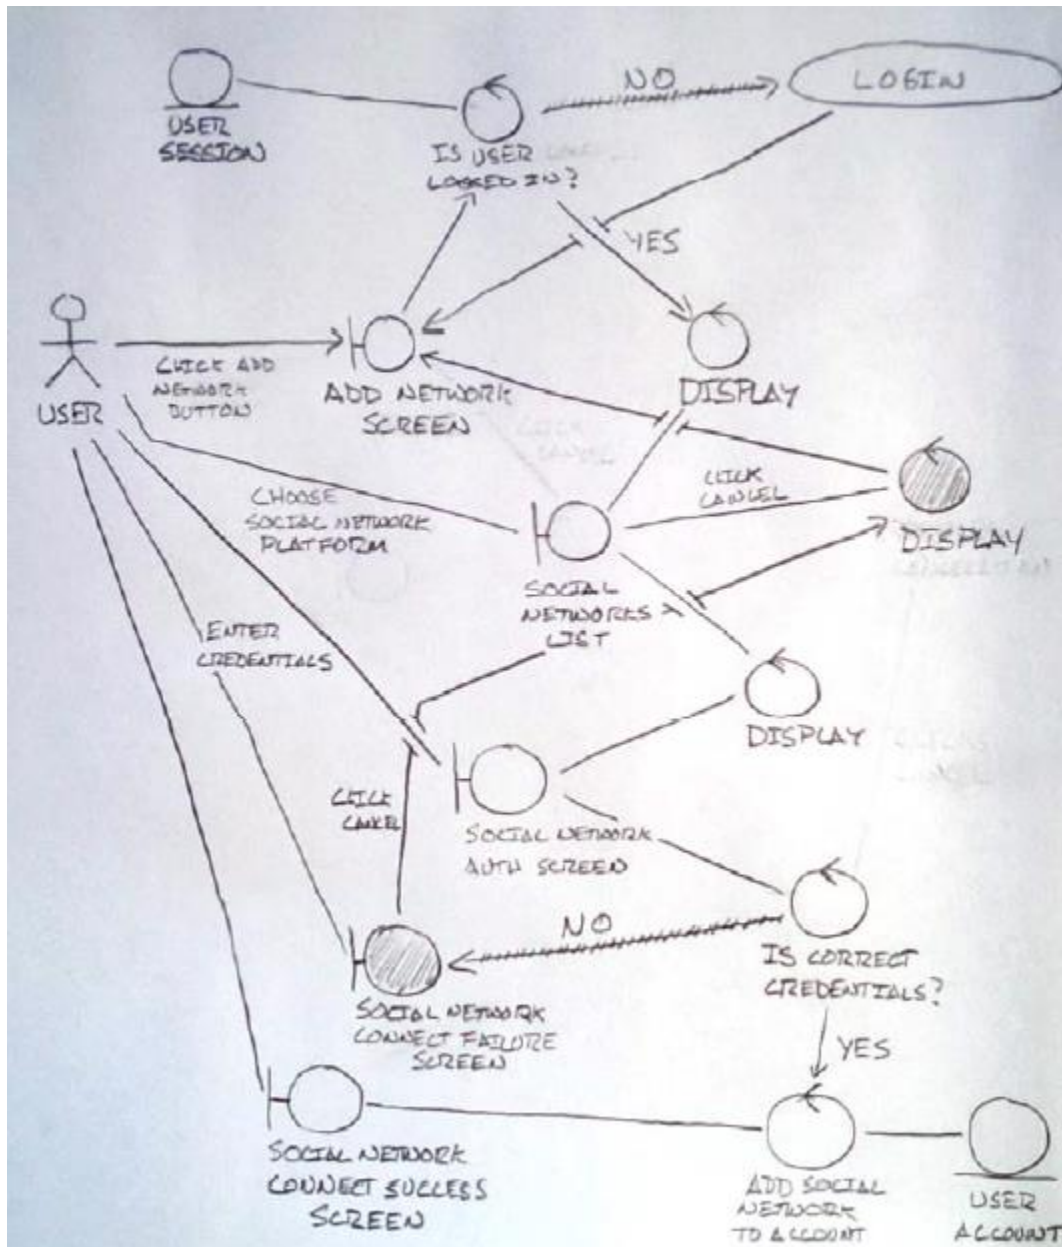 NO
LOGIN
USER
SESSION
IS USER
LOGGED IN?
YES
CLICK ADD
NETWORK
BUTTON
USER
ADD NETWORK
SCREEN
DISPLAY
CLICK
CANCEL
CLICK
CANCEL
CHOOSE
SOCIAL NETWORK
PLATFORM
DISPLAY
SOCIAL
NETWORKS
LIST
ENTER
CREDENTIALS
DISPLAY
CLICK
CANCEL
SOCIAL NETWORK
AUTH SCREEN
NO
IS CORRECT
CREDENTIALS?
SOCIAL NETWORK
CONNECT FAILURE
SCREEN
YES
SOCIAL NETWORK
CONNECT SUCCESS
SCREEN
ADD SOCIAL
NETWORK
TO ACCOUNT
USER
ACCOUNT